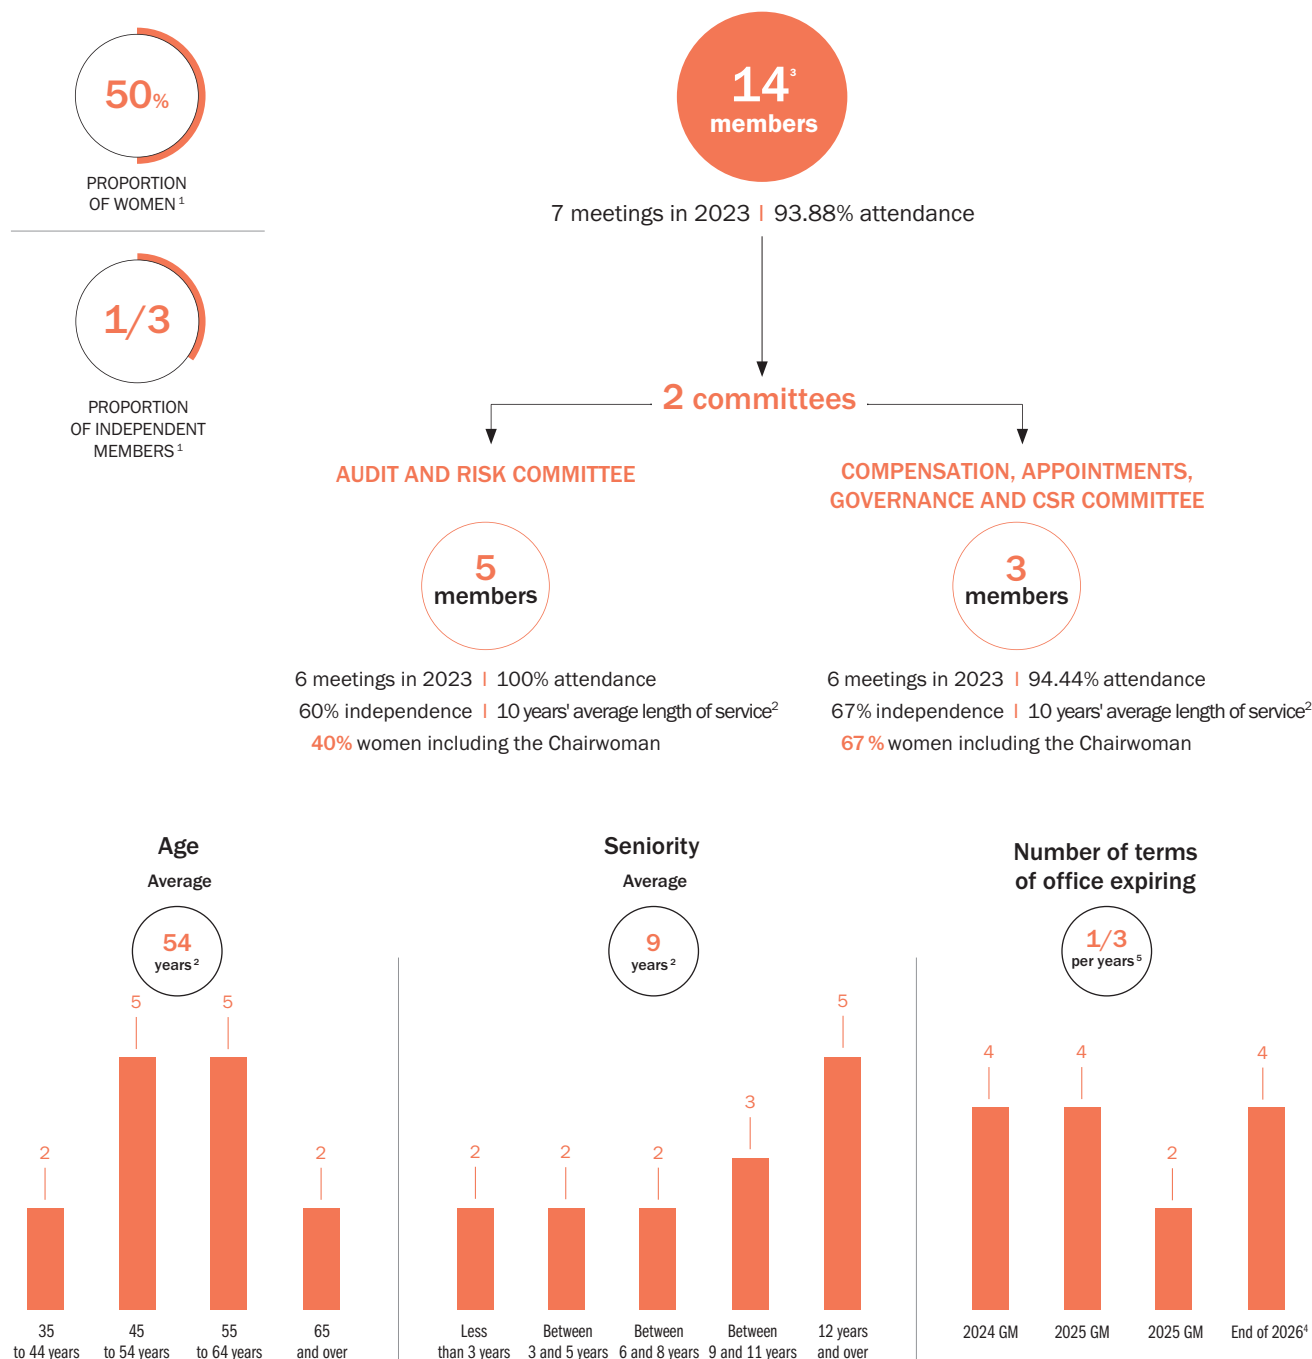 50%
PROPORTION
OF WOMEN 1
1/3
PROPORTION
OF INDEPENDENT
MEMBERS 1
14 3
members
7 meetings in 2023 | 93.88% attendance
2 committees
AUDIT AND RISK COMMITTEE
5
members
6 meetings in 2023 | 100% attendance
60% independence | 10 years' average length of service2
40% women including the Chairwoman
COMPENSATION, APPOINTMENTS,
GOVERNANCE AND CSR COMMITTEE
3
members
6 meetings in 2023 | 94.44% attendance
67% independence | 10 years' average length of service2
67 % women including the Chairwoman
Age
Average
54
years 2
2
5
5
2
35
to 44 years
45
to 54 years
55
to 64 years
65
and over
Seniority
Average
9
years 2
2
2
2
3
5
Less
than 3 years
Between
3 and 5 years
Between
6 and 8 years
Between
9 and 11 years
12 years
and over
Number of terms
of office expiring
1/3
per years 5
4
4
2
4
2024 GM
2025 GM
2025 GM
End of 20264